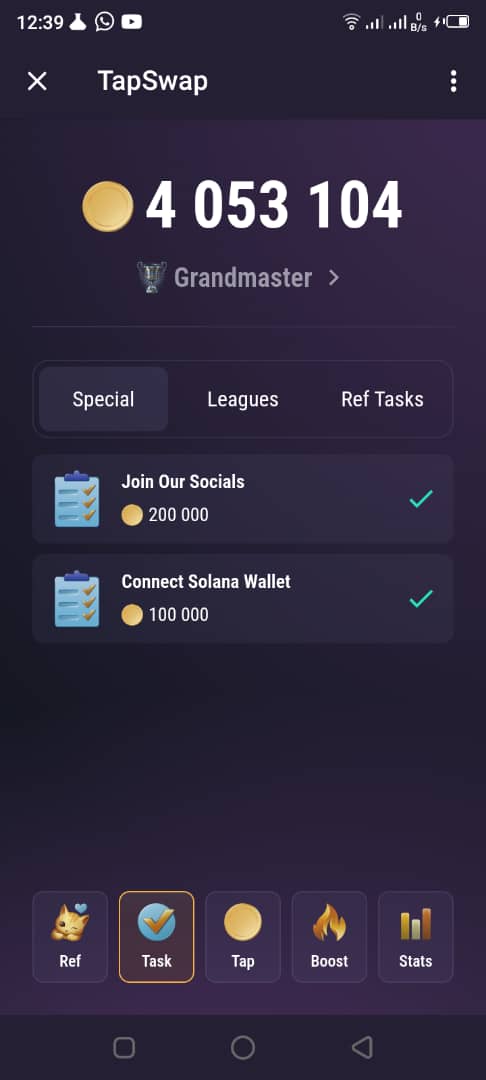 12:39
0 B/s
TapSwap
4 053 104
Grandmaster
Special Leagues Ref Tasks
Join Our Socials
200 000
Connect Solana Wallet
100 000
Ref Task Tap Boost Stats